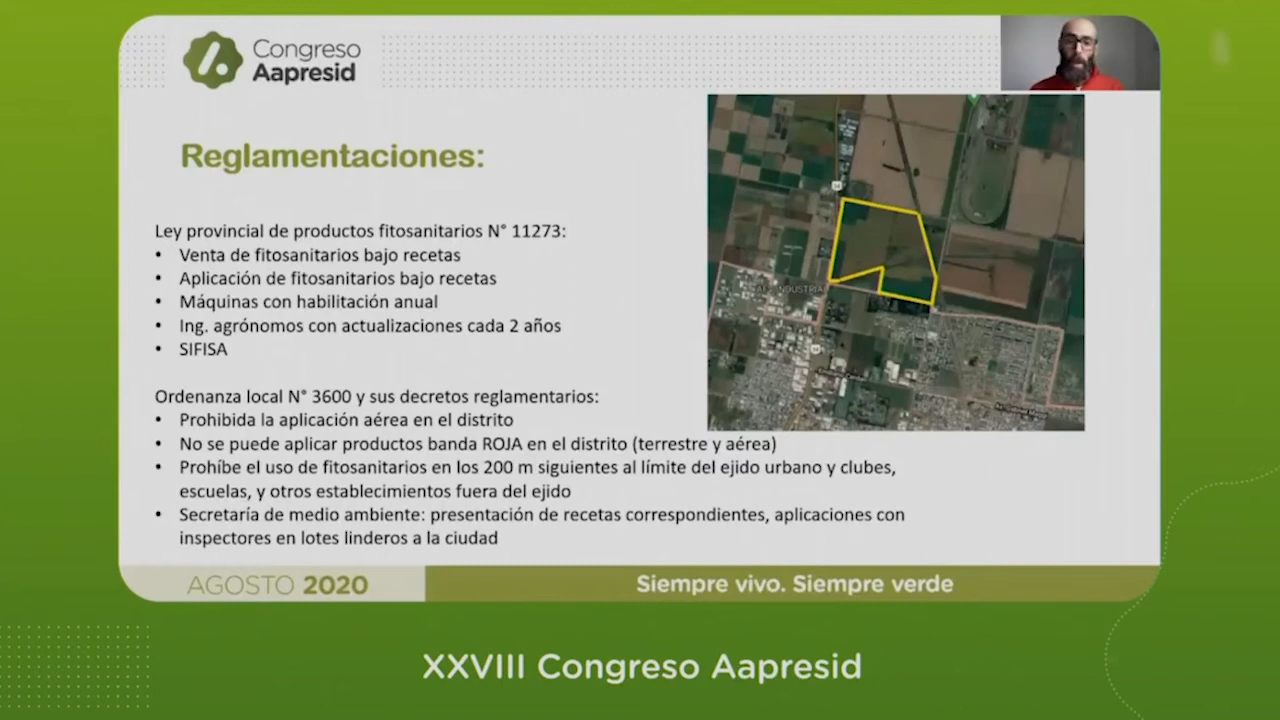 Congreso
Aapresid
Reglamentaciones:
Ley provincial de productos fitosanitarios N° 11273:
• Venta de fitosanitarios bajo recetas
• Aplicación de fitosanitarios bajo recetas
• Máquinas con habilitación anual
• Ing. agrónomos con actualizaciones cada 2 años
• SIFISA
Ordenanza local N° 3600 y sus decretos reglamentarios:
• Prohibida la aplicación aérea en el distrito
• No se puede aplicar productos banda ROJA en el distrito (terrestre y aérea)
• Prohíbe el uso de fitosanitarios en los 200 m siguientes al límite del ejido urbano y clubes,
escuelas, y otros establecimientos fuera del ejido
• Secretaría de medio ambiente: presentación de recetas correspondientes, aplicaciones con
inspectores en lotes linderos a la ciudad
AGOSTO 2020
Siempre vivo. Siempre verde
XXVIII Congreso Aapresid